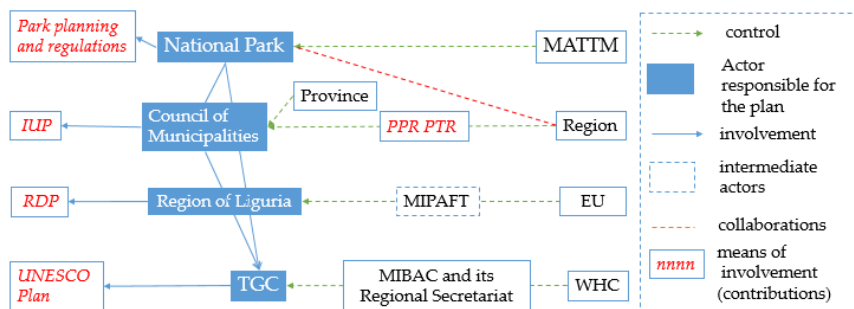 Park planning
and regulations
National Park
MATTM
Province
IUP
Council of
Municipalities
PPR PTR
Region
RDP
Region of Liguria
MIPAFT
EU
UNESCO
Plan
TGC
MIBAC and its
Regional Secretariat
WHC
control
Actor
responsible for
the plan
involvement
intermediate
actors
collaborations
nnnn
means of
involvement
(contributions)